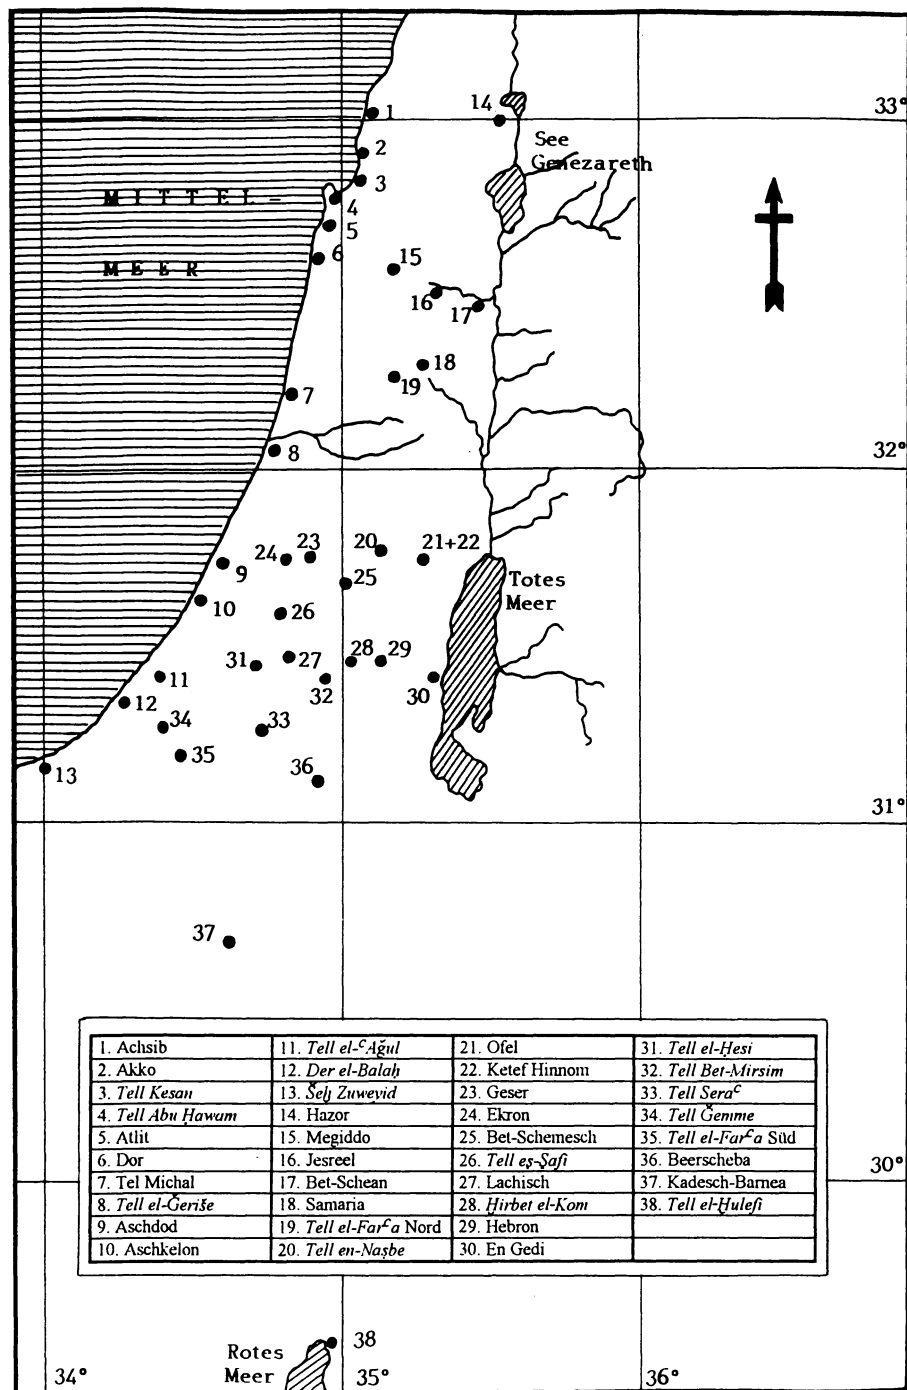 1
14
33°
2
See
Genezareth
3
MITTEL-
4
5
15
6
MEER
16
17
18
19
7
8
32°
24 23 20 21+22
9
25
Totes
Meer
10
26
31 27 28 29
11
32
30
12
34
33
35
13
36
31°
37
1. Achsib
2. Akko
3. Tell Kesan
4. Tell Abu Ḥawam
5. Atlit
6. Dor
7. Tel Michal
8. Tell el-Ǧeriše
9. Aschdod
10. Aschkelon
11. Tell el-ᶜAǧul
12. Der el-Balaḥ
13. Šeḫ Zuweyid
14. Hazor
15. Megiddo
16. Jesreel
17. Bet-Schean
18. Samaria
19. Tell el-Farᶜa Nord
20. Tell en-Naṣbe
21. Ofel
22. Ketef Hinnom
23. Geser
24. Ekron
25. Bet-Schemesch
26. Tell eṣ-Ṣafi
27. Lachisch
28. Ḫirbet el-Kom
29. Hebron
30. En Gedi
31. Tell el-Ḥesi
32. Tell Bet-Mirsim
33. Tell Seraᶜ
34. Tell Ǧemme
35. Tell el-Farᶜa Süd
36. Beerscheba
37. Kadesch-Barnea
38. Tell el-Ḫulefi
30°
38
Rotes
Meer
34°
35°
36°